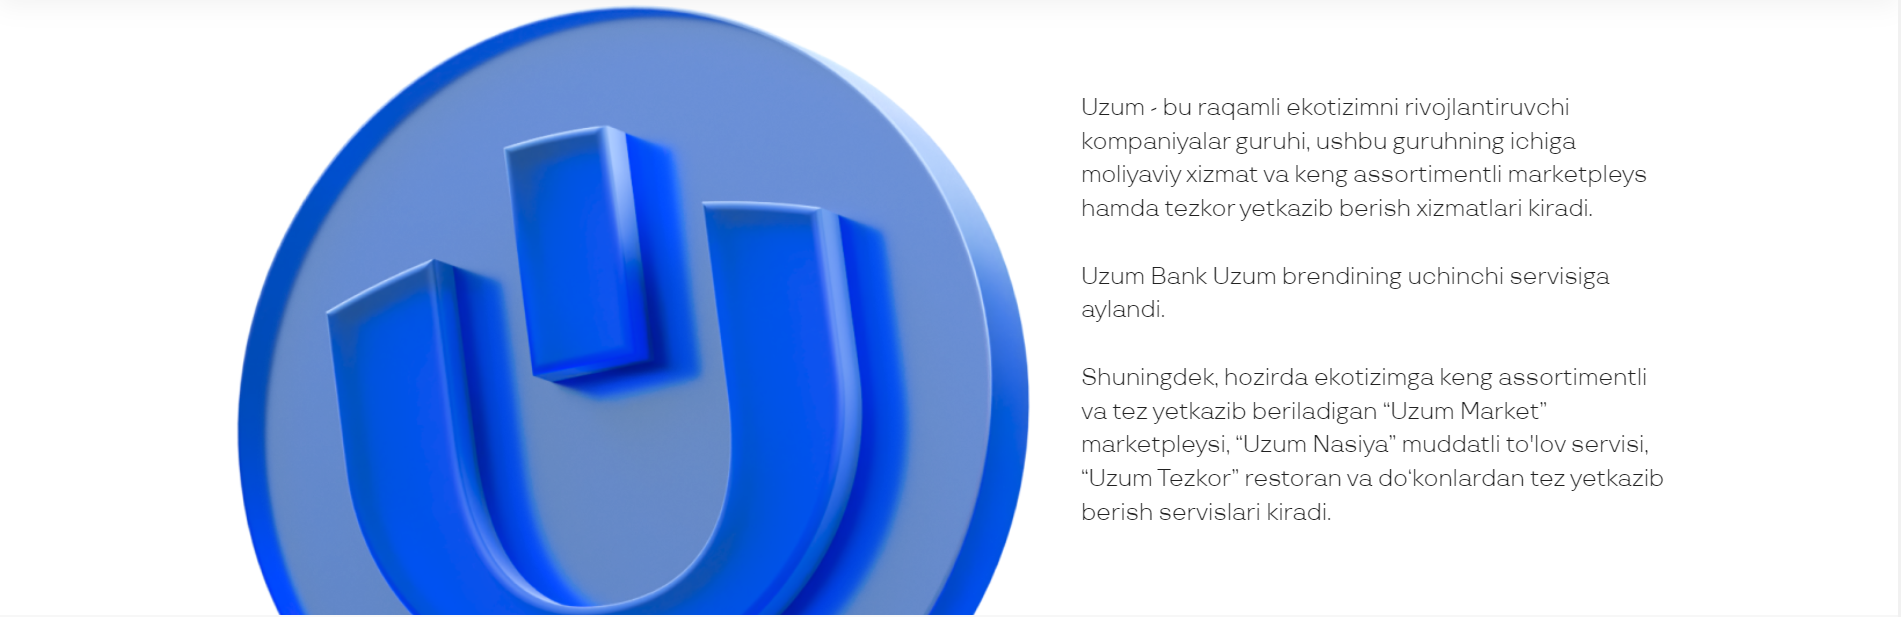 Uzum - bu raqamli ekotizimni rivojlantiruvchi
kompaniyalar guruhi, ushbu guruhning ichiga
moliyaviy xizmat va keng assortimentli marketpleys
hamda tezkor yetkazib berish xizmatlari kiradi.
Uzum Bank Uzum brendining uchinchi servisiga
aylandi.
Shuningdek, hozirda ekotizimga keng assortimentli
va tez yetkazib beriladigan “Uzum Market”
marketpleysi, “Uzum Nasiya” muddatli to'lov servisi,
“Uzum Tezkor” restoran va do‘konlardan tez yetkazib
berish servislari kiradi.